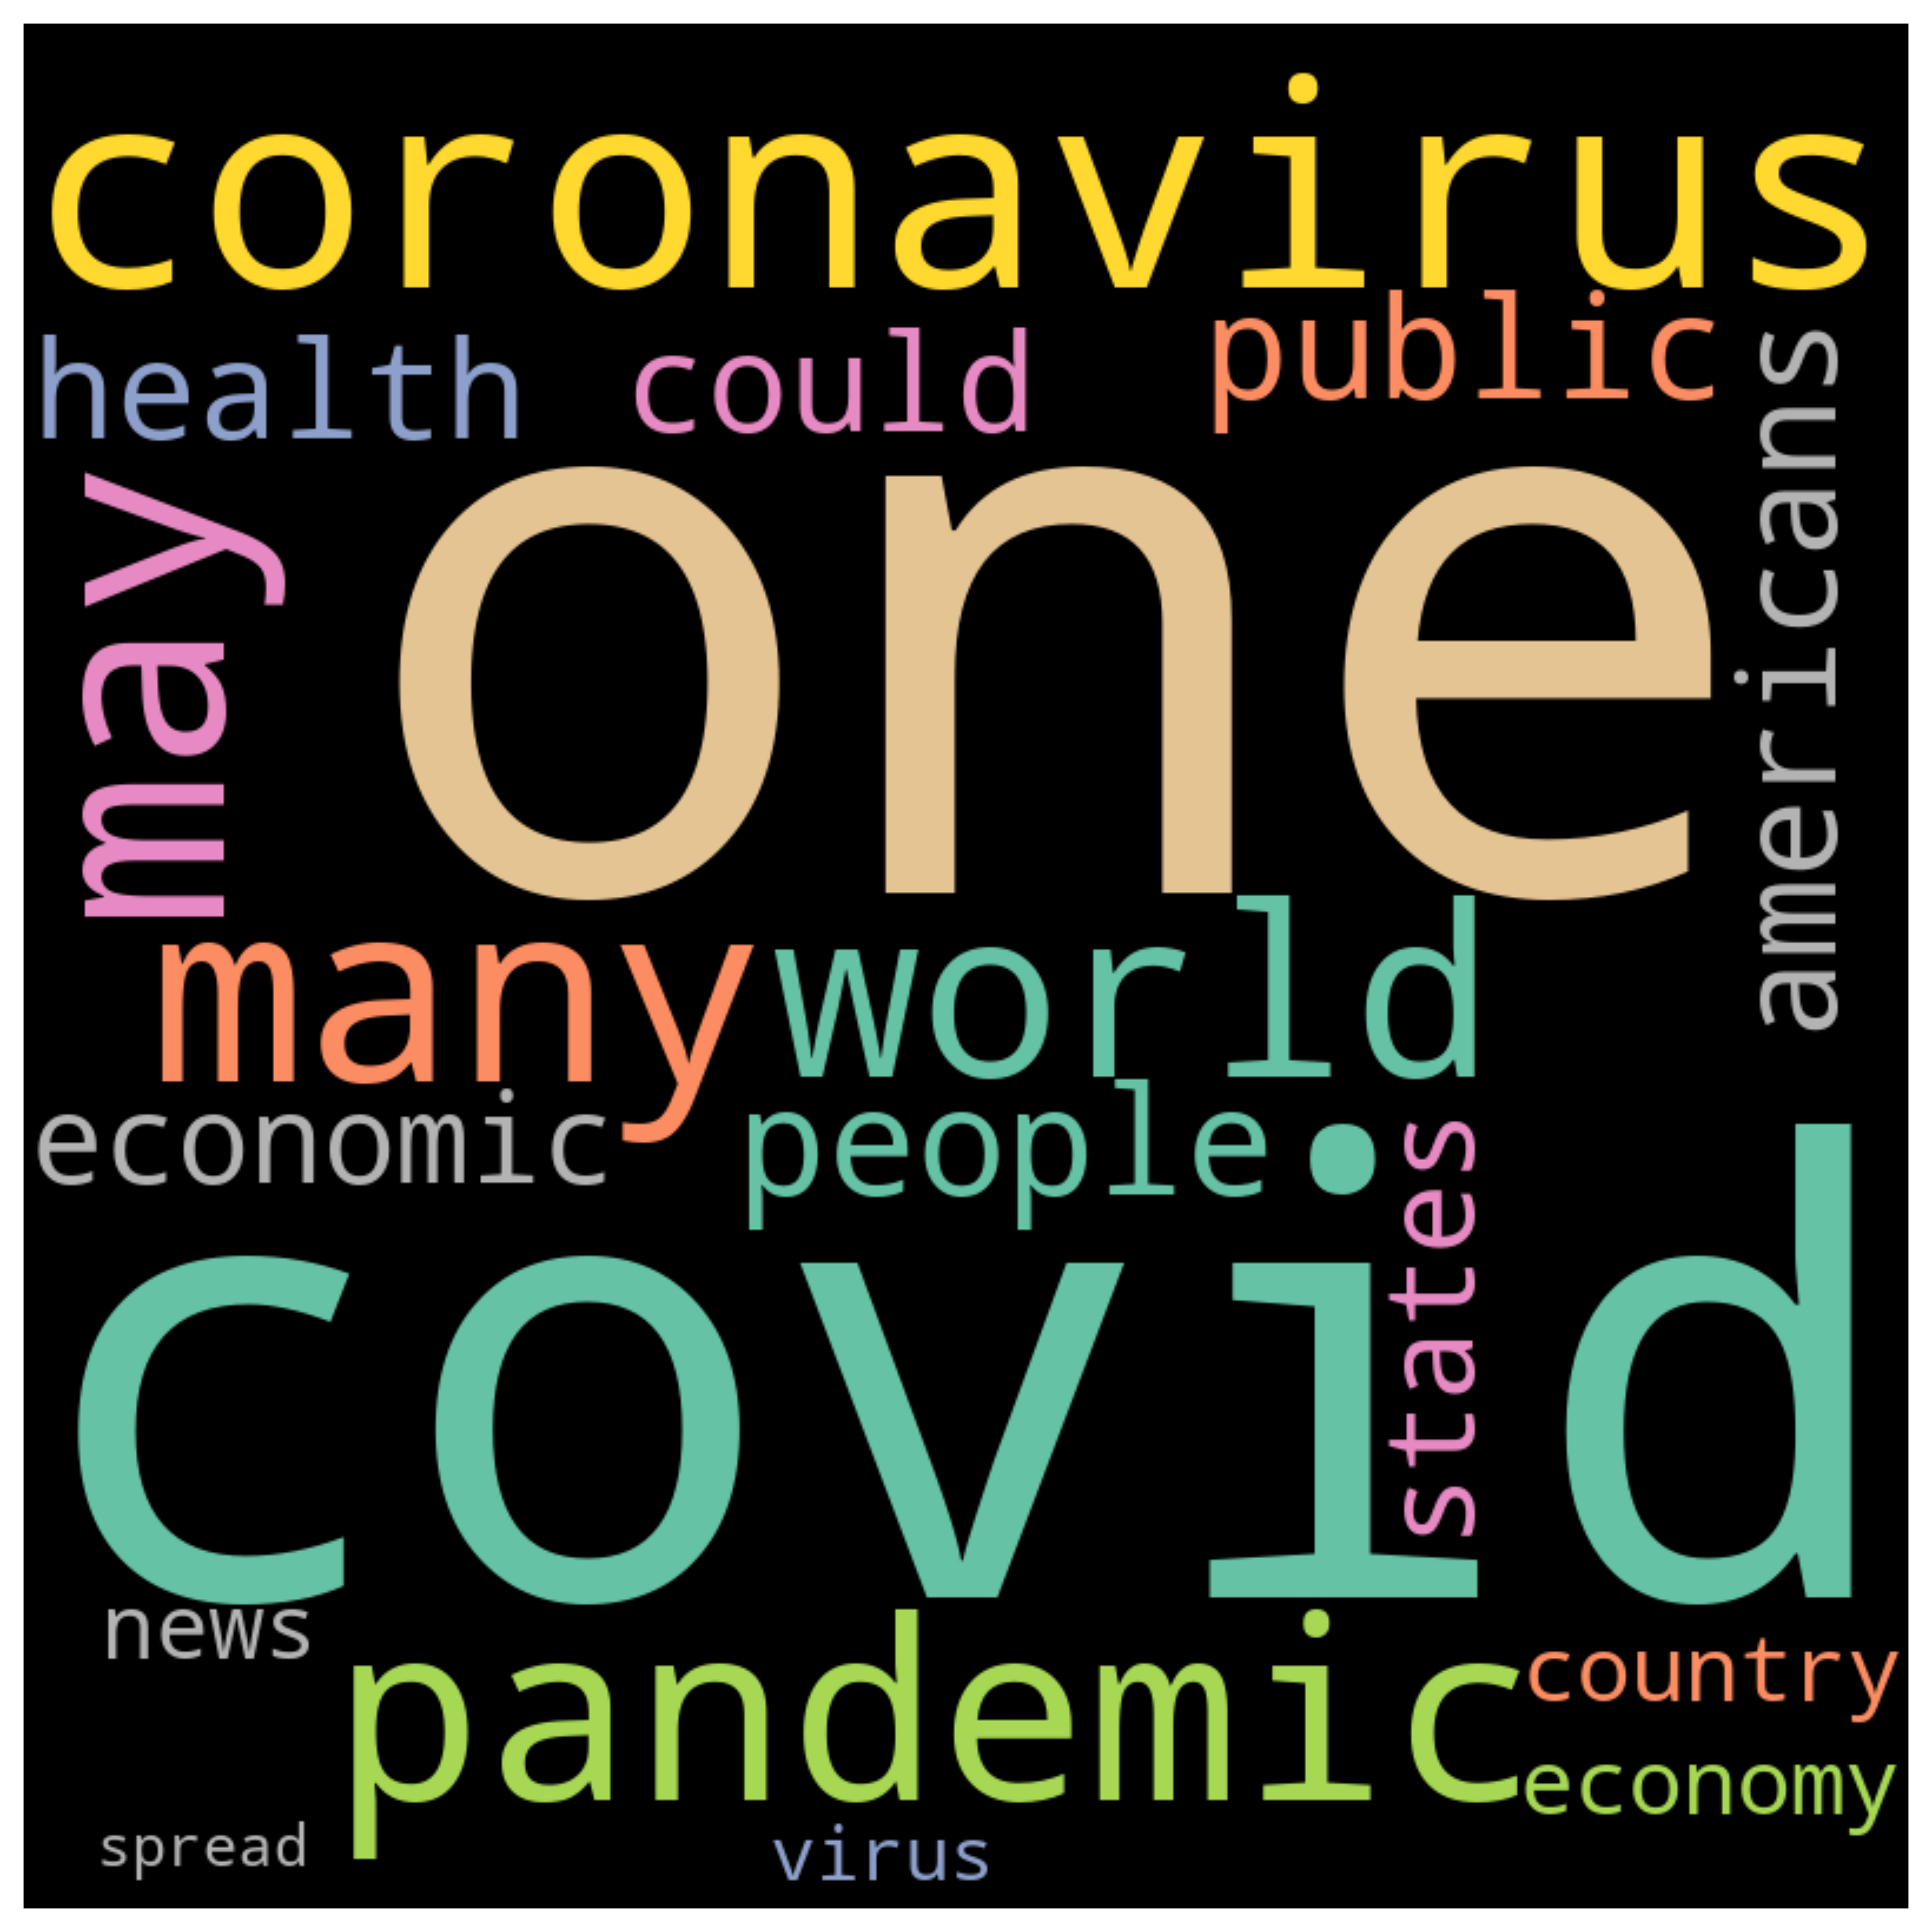 coronavirus
health could public
may
one
americans
many world
economic people
states
covid
news
pandemic
country
economy
spread
virus